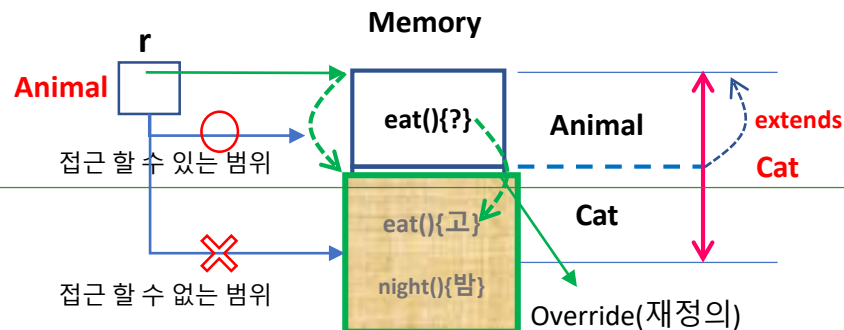 Memory
r
Animal
eat(){?}
Animal
extends
접근 할 수 있는 범위
Cat
Cat
eat(){고}
night(){밤}
접근 할 수 없는 범위
Override(재정의)